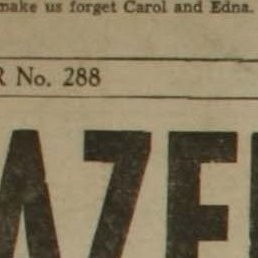 make us forget Carol and Edna.
R No. 288
AZE